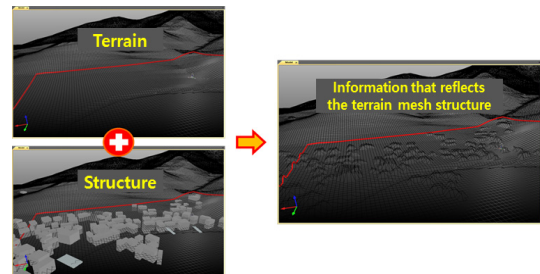 Terrain
Structure
Information that reflects
the terrain mesh structure